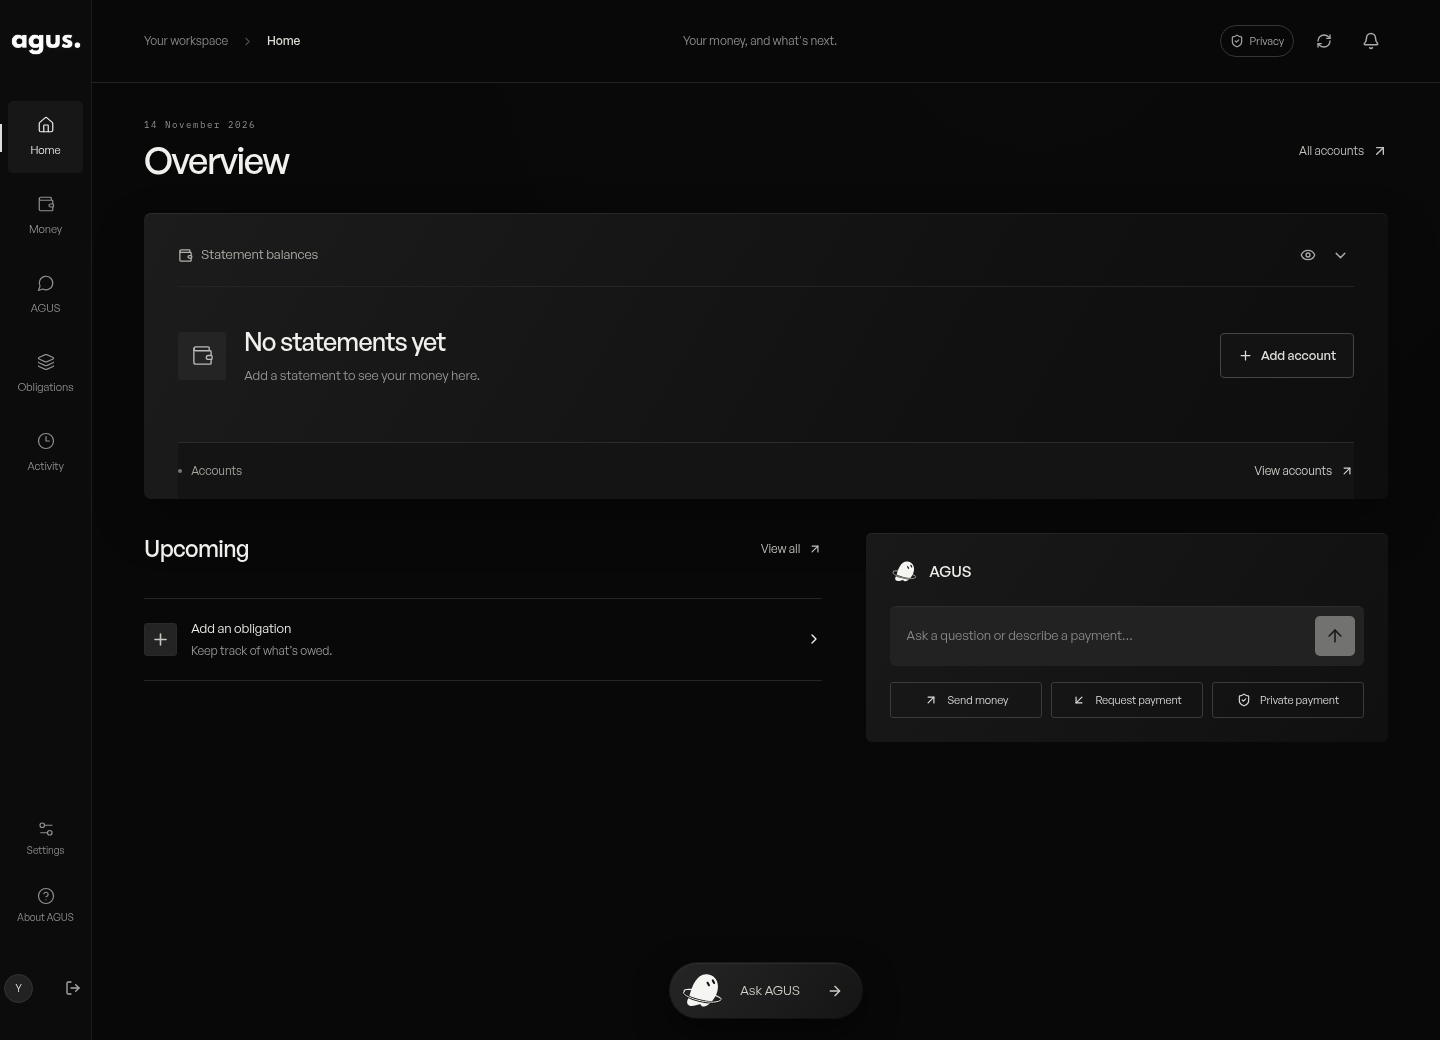 agus.
Your workspace
Home
Your money, and what's next.
Privacy
Home
Money
AGUS
Obligations
Activity
Settings
About AGUS
Y
14 November 2026
Overview
All accounts
Statement balances
No statements yet
Add a statement to see your money here.
Add account
Accounts
View accounts
Upcoming
View all
Add an obligation
Keep track of what's owed.
AGUS
Ask a question or describe a payment...
Send money
Request payment
Private payment
Ask AGUS